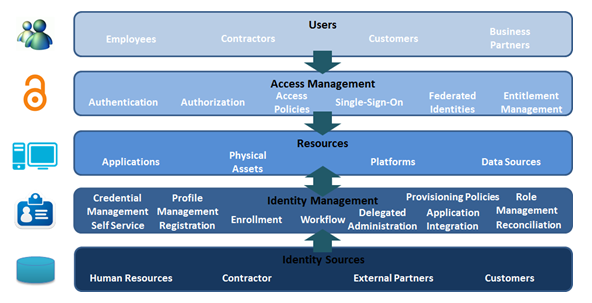 Users
Employees Contractors Customers Business Partners
Access Management
Authentication Authorization Access Policies Single-Sign-On Federated Identities Entitlement Management
Resources
Applications Physical Assets Platforms Data Sources
Identity Management
Credential Management Profile Management Provisioning Policies Role Management
Self Service Registration Enrollment Workflow Delegated Administration Application Integration Reconciliation
Identity Sources
Human Resources Contractor External Partners Customers